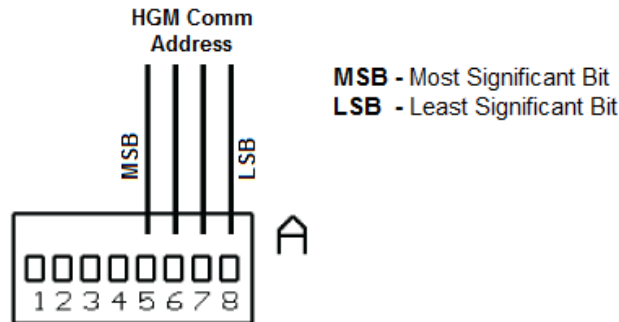 HGM Comm
Address
MSB - Most Significant Bit
LSB - Least Significant Bit
MSB
LSB
A
1 2 3 4 5 6 7 8